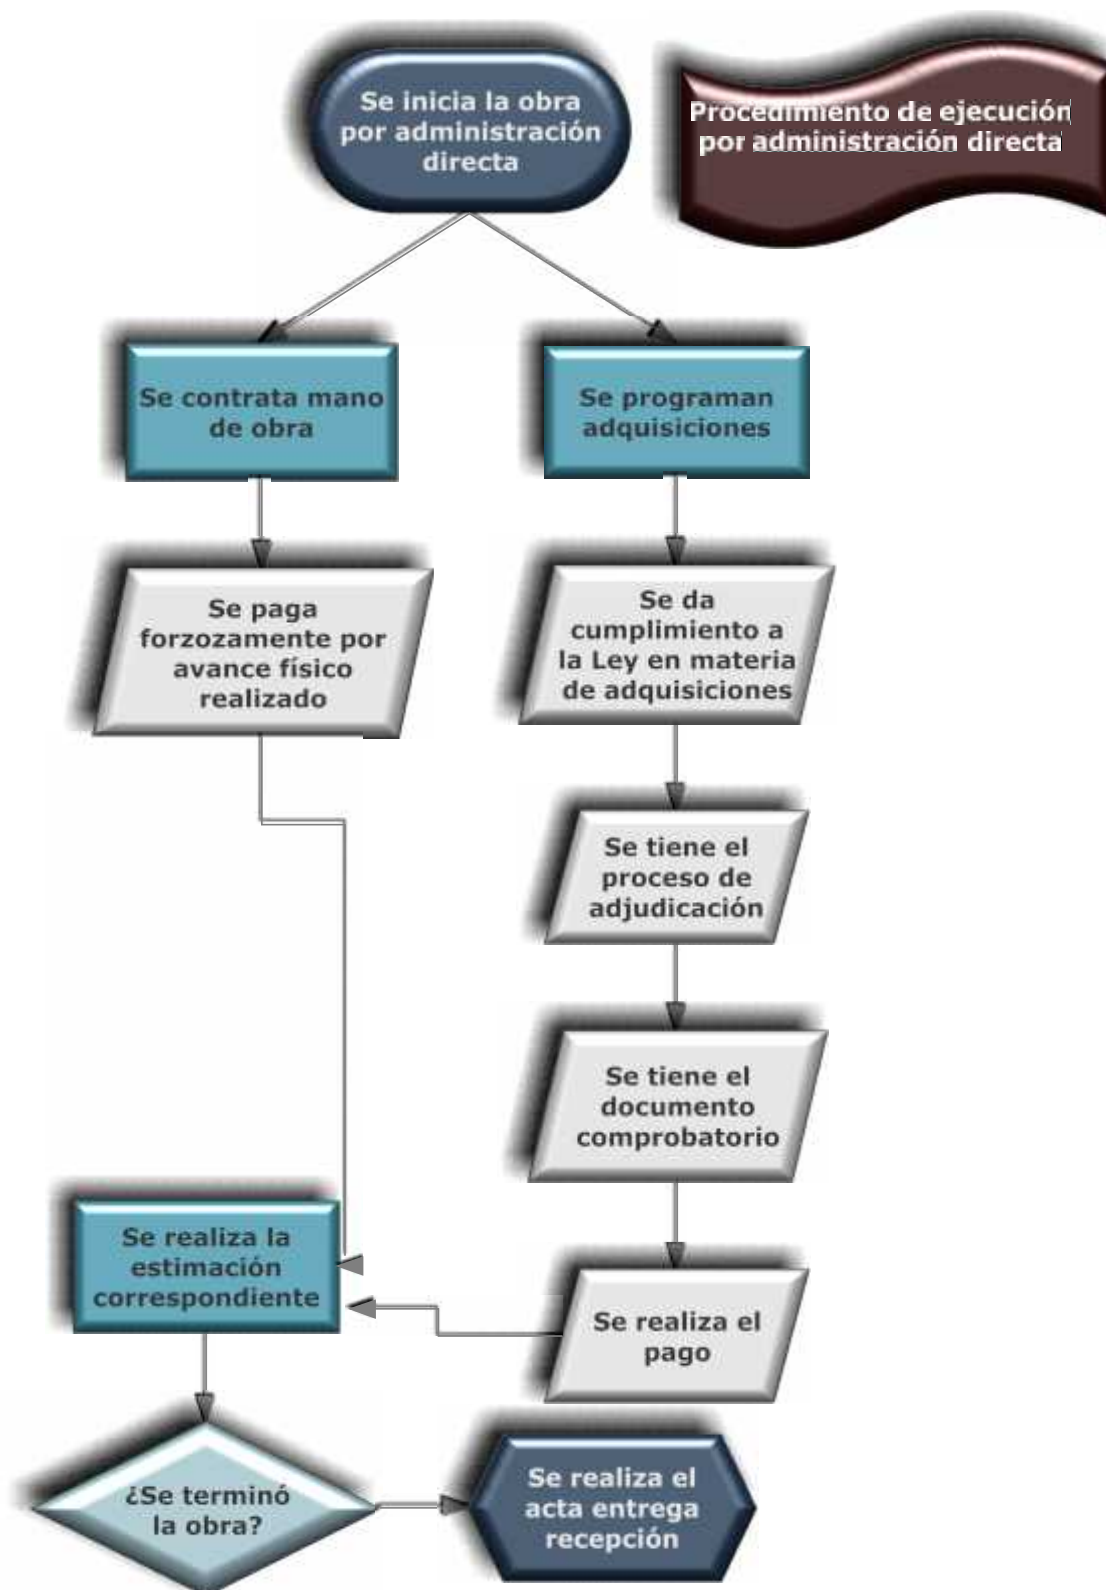 Se inicia la obra
por administración
directa
Procedimiento de ejecución
por administración directa
Se contrata mano
de obra
Se programan
adquisiciones
Se paga
forzozamente por
avance físico
realizado
Se da
cumplimiento a
la Ley en materia
de adquisiciones
Se tiene el
proceso de
adjudicación
Se tiene el
documento
comprobatorio
Se realiza la
estimación
correspondiente
Se realiza el
pago
¿Se terminó
la obra?
Se realiza el
acta entrega
recepción